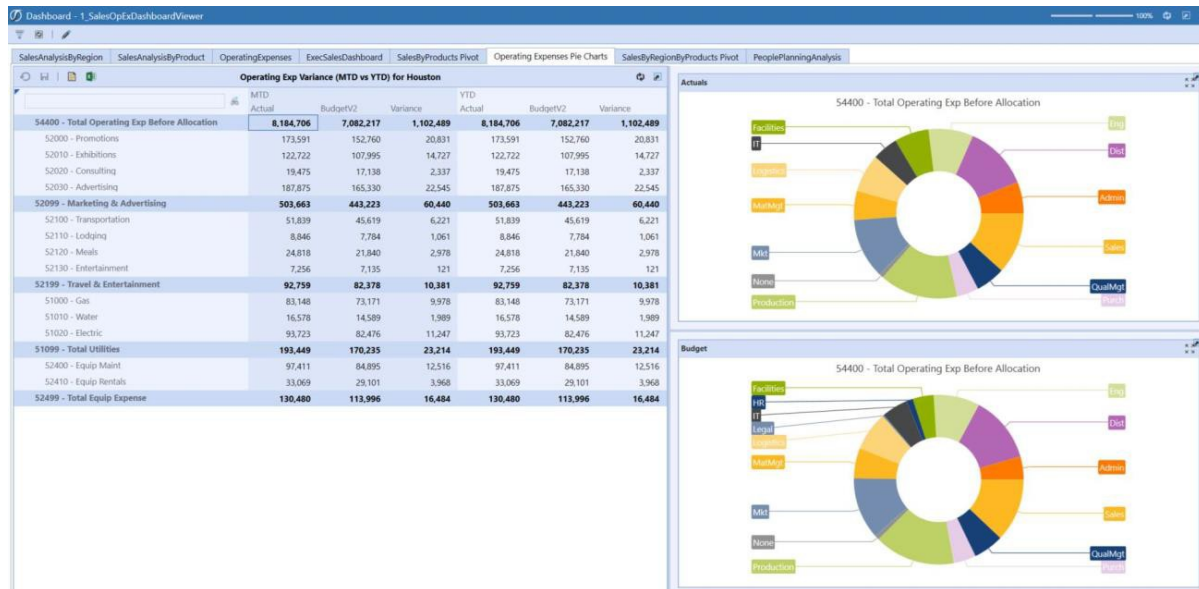 Dashboard - 1_SalesOpExDashboardViewer
100%
SalesAnalysisByRegion SalesAnalysisByProduct OperatingExpenses ExecSalesDashboard SalesByProducts Pivot Operating Expenses Pie Charts SalesByRegionByProducts Pivot PeoplePlanningAnalysis
Operating Exp Variance (MTD vs YTD) for Houston
MTD YTD
Actual BudgetV2 Variance Actual BudgetV2 Variance
54400 - Total Operating Exp Before Allocation 8,184,706 7,082,217 1,102,489 8,184,706 7,082,217 1,102,489
52000 - Promotions 173,591 152,760 20,831 173,591 152,760 20,831
52010 - Exhibitions 122,722 107,995 14,727 122,722 107,995 14,727
52020 - Consulting 19,475 17,138 2,337 19,475 17,138 2,337
52030 - Advertising 187,875 165,330 22,545 187,875 165,330 22,545
52099 - Marketing & Advertising 503,663 443,223 60,440 503,663 443,223 60,440
52100 - Transportation 51,839 45,619 6,221 51,839 45,619 6,221
52110 - Lodging 8,846 7,784 1,061 8,846 7,784 1,061
52120 - Meals 24,818 21,840 2,978 24,818 21,840 2,978
52130 - Entertainment 7,256 7,135 121 7,256 7,135 121
52199 - Travel & Entertainment 92,759 82,378 10,381 92,759 82,378 10,381
51000 - Gas 83,148 73,171 9,978 83,148 73,171 9,978
51010 - Water 16,578 14,589 1,989 16,578 14,589 1,989
51020 - Electric 93,723 82,476 11,247 93,723 82,476 11,247
51099 - Total Utilities 193,449 170,235 23,214 193,449 170,235 23,214
52400 - Equip Maint 97,411 84,895 12,516 97,411 84,895 12,516
52410 - Equip Rentals 33,069 29,101 3,968 33,069 29,101 3,968
52499 - Total Equip Expense 130,480 113,996 16,484 130,480 113,996 16,484
Actuals
54400 - Total Operating Exp Before Allocation
Facilities Eng
IT Dist
Logistics
MatMgt Admin
Mkt Sales
None QualMgt
Production Purch
Budget
54400 - Total Operating Exp Before Allocation
Facilities Eng
HR
IT
Legal Dist
Logistics
MatMgt Admin
Mkt Sales
None QualMgt
Production Purch